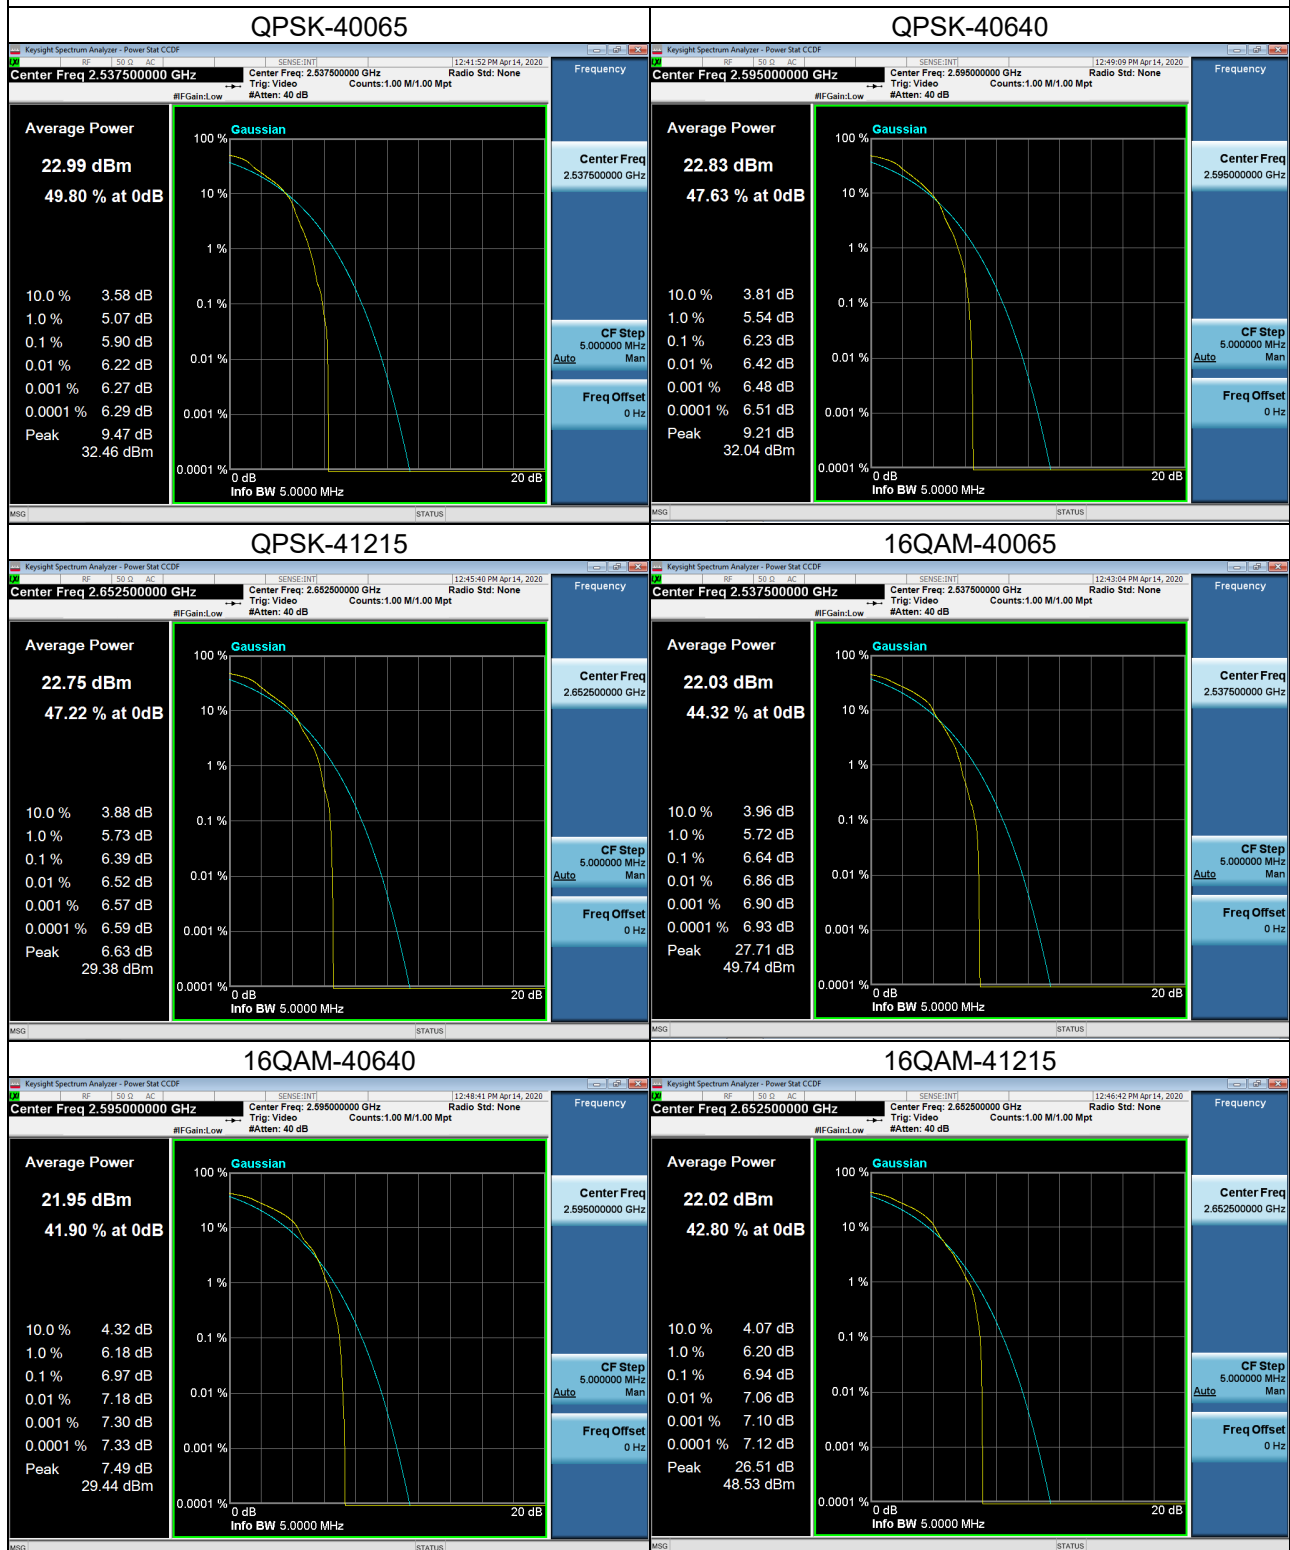 QPSK-40065
Keysight Spectrum Analyzer - Power Stat CCDF
LXI RF 50 Ω AC SENSE:INT 12:41:52 PM Apr 14, 2020
Center Freq 2.537500000 GHz
Center Freq: 2.537500000 GHz Radio Std: None
Trig: Video Counts:1.00 M/1.00 Mpt
#IFGain:Low #Atten: 40 dB
Frequency
Average Power
22.99 dBm
49.80 % at 0dB
10.0 % 3.58 dB
1.0 % 5.07 dB
0.1 % 5.90 dB
0.01 % 6.22 dB
0.001 % 6.27 dB
0.0001 % 6.29 dB
Peak 9.47 dB
32.46 dBm
Gaussian
100 %
10 %
1 %
0.1 %
0.01 %
0.001 %
0.0001 %
0 dB 20 dB
Info BW 5.0000 MHz
Center Freq
2.537500000 GHz
CF Step
5.000000 MHz
Auto Man
Freq Offset
0 Hz
MSG STATUS
QPSK-40640
Keysight Spectrum Analyzer - Power Stat CCDF
LXI RF 50 Ω AC SENSE:INT 12:49:09 PM Apr 14, 2020
Center Freq 2.595000000 GHz
Center Freq: 2.595000000 GHz Radio Std: None
Trig: Video Counts:1.00 M/1.00 Mpt
#IFGain:Low #Atten: 40 dB
Frequency
Average Power
22.83 dBm
47.63 % at 0dB
10.0 % 3.81 dB
1.0 % 5.54 dB
0.1 % 6.23 dB
0.01 % 6.42 dB
0.001 % 6.48 dB
0.0001 % 6.51 dB
Peak 9.21 dB
32.04 dBm
Gaussian
100 %
10 %
1 %
0.1 %
0.01 %
0.001 %
0.0001 %
0 dB 20 dB
Info BW 5.0000 MHz
Center Freq
2.595000000 GHz
CF Step
5.000000 MHz
Auto Man
Freq Offset
0 Hz
MSG STATUS
QPSK-41215
Keysight Spectrum Analyzer - Power Stat CCDF
LXI RF 50 Ω AC SENSE:INT 12:45:40 PM Apr 14, 2020
Center Freq 2.652500000 GHz
Center Freq: 2.652500000 GHz Radio Std: None
Trig: Video Counts:1.00 M/1.00 Mpt
#IFGain:Low #Atten: 40 dB
Frequency
Average Power
22.75 dBm
47.22 % at 0dB
10.0 % 3.88 dB
1.0 % 5.73 dB
0.1 % 6.39 dB
0.01 % 6.52 dB
0.001 % 6.57 dB
0.0001 % 6.59 dB
Peak 6.63 dB
29.38 dBm
Gaussian
100 %
10 %
1 %
0.1 %
0.01 %
0.001 %
0.0001 %
0 dB 20 dB
Info BW 5.0000 MHz
Center Freq
2.652500000 GHz
CF Step
5.000000 MHz
Auto Man
Freq Offset
0 Hz
MSG STATUS
16QAM-40065
Keysight Spectrum Analyzer - Power Stat CCDF
LXI RF 50 Ω AC SENSE:INT 12:43:04 PM Apr 14, 2020
Center Freq 2.537500000 GHz
Center Freq: 2.537500000 GHz Radio Std: None
Trig: Video Counts:1.00 M/1.00 Mpt
#IFGain:Low #Atten: 40 dB
Frequency
Average Power
22.03 dBm
44.32 % at 0dB
10.0 % 3.96 dB
1.0 % 5.72 dB
0.1 % 6.64 dB
0.01 % 6.86 dB
0.001 % 6.90 dB
0.0001 % 6.93 dB
Peak 27.71 dB
49.74 dBm
Gaussian
100 %
10 %
1 %
0.1 %
0.01 %
0.001 %
0.0001 %
0 dB 20 dB
Info BW 5.0000 MHz
Center Freq
2.537500000 GHz
CF Step
5.000000 MHz
Auto Man
Freq Offset
0 Hz
MSG STATUS
16QAM-40640
Keysight Spectrum Analyzer - Power Stat CCDF
LXI RF 50 Ω AC SENSE:INT 12:48:41 PM Apr 14, 2020
Center Freq 2.595000000 GHz
Center Freq: 2.595000000 GHz Radio Std: None
Trig: Video Counts:1.00 M/1.00 Mpt
#IFGain:Low #Atten: 40 dB
Frequency
Average Power
21.95 dBm
41.90 % at 0dB
10.0 % 4.32 dB
1.0 % 6.18 dB
0.1 % 6.97 dB
0.01 % 7.18 dB
0.001 % 7.30 dB
0.0001 % 7.33 dB
Peak 7.49 dB
29.44 dBm
Gaussian
100 %
10 %
1 %
0.1 %
0.01 %
0.001 %
0.0001 %
0 dB 20 dB
Info BW 5.0000 MHz
Center Freq
2.595000000 GHz
CF Step
5.000000 MHz
Auto Man
Freq Offset
0 Hz
MSG STATUS
16QAM-41215
Keysight Spectrum Analyzer - Power Stat CCDF
LXI RF 50 Ω AC SENSE:INT 12:46:42 PM Apr 14, 2020
Center Freq 2.652500000 GHz
Center Freq: 2.652500000 GHz Radio Std: None
Trig: Video Counts:1.00 M/1.00 Mpt
#IFGain:Low #Atten: 40 dB
Frequency
Average Power
22.02 dBm
42.80 % at 0dB
10.0 % 4.07 dB
1.0 % 6.20 dB
0.1 % 6.94 dB
0.01 % 7.06 dB
0.001 % 7.10 dB
0.0001 % 7.12 dB
Peak 26.51 dB
48.53 dBm
Gaussian
100 %
10 %
1 %
0.1 %
0.01 %
0.001 %
0.0001 %
0 dB 20 dB
Info BW 5.0000 MHz
Center Freq
2.652500000 GHz
CF Step
5.000000 MHz
Auto Man
Freq Offset
0 Hz
MSG STATUS